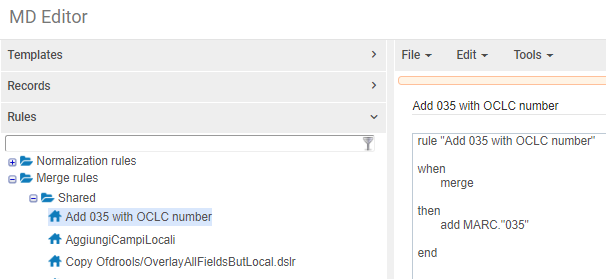 MD Editor
Templates
Records
Rules
Normalization rules
Merge rules
Shared
Add 035 with OCLC number
AggiungiCampiLocali
Copy Ofdrools/OverlayAllFieldsButLocal.dslr
File Edit Tools
Add 035 with OCLC number
rule "Add 035 with OCLC number"
when
merge
then
add MARC."035"
end